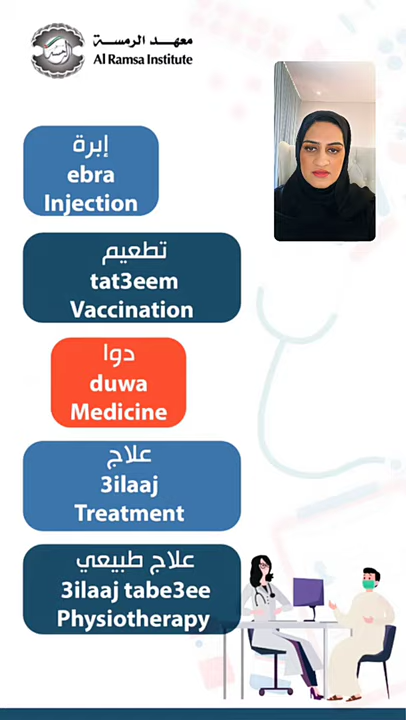 معهد الرمسة
Al Ramsa Institute
إبرة
ebra
Injection
تطعيم
tat3eem
Vaccination
دوا
duwa
Medicine
علاج
3ilaaj
Treatment
علاج طبيعي
3ilaaj tabe3ee
Physiotherapy